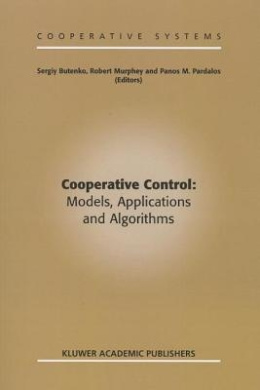 COOPERATIVE SYSTEMS
Sergiy Butenko, Robert Murphey and Panos M. Pardalos
(Editors)
Cooperative Control:
Models, Applications
and Algorithms
KLUWER ACADEMIC PUBLISHERS